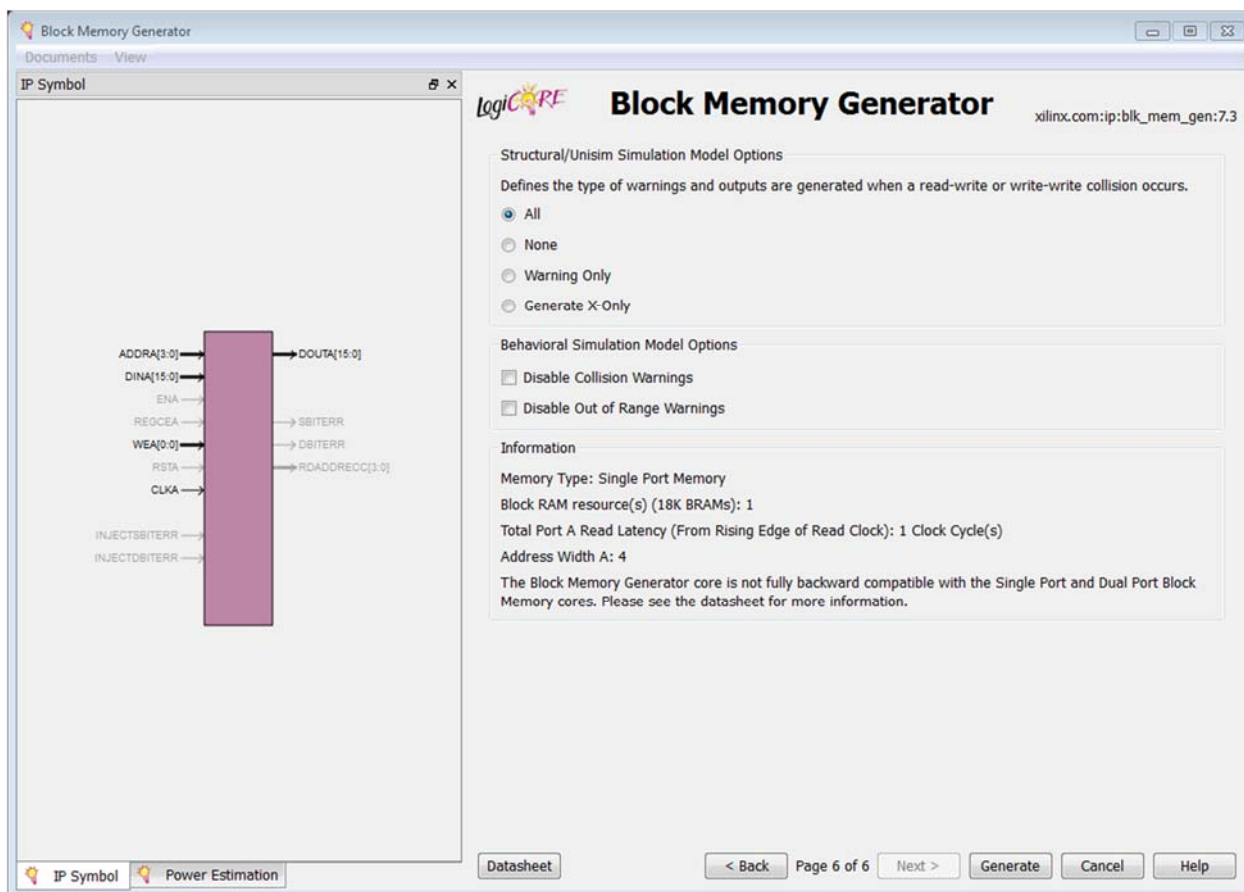 Block Memory Generator
Documents View
IP Symbol
ADDRA[3:0]
DINA[15:0]
ENA
REGCEA
WEA[0:0]
RSTA
CLKA
INJECTSBITERR
INJECTDBITERR
DOUTA[15:0]
SBITERR
DBITERR
RDADDRECC[3:0]
IP Symbol
Power Estimation
LogiCORE
Block Memory Generator
xilinx.com:ip:blk_mem_gen:7.3
Structural/Unisim Simulation Model Options
Defines the type of warnings and outputs are generated when a read-write or write-write collision occurs.
All
None
Warning Only
Generate X-Only
Behavioral Simulation Model Options
Disable Collision Warnings
Disable Out of Range Warnings
Information
Memory Type: Single Port Memory
Block RAM resource(s) (18K BRAMs): 1
Total Port A Read Latency (From Rising Edge of Read Clock): 1 Clock Cycle(s)
Address Width A: 4
The Block Memory Generator core is not fully backward compatible with the Single Port and Dual Port Block
Memory cores. Please see the datasheet for more information.
Datasheet
< Back
Page 6 of 6
Next >
Generate
Cancel
Help